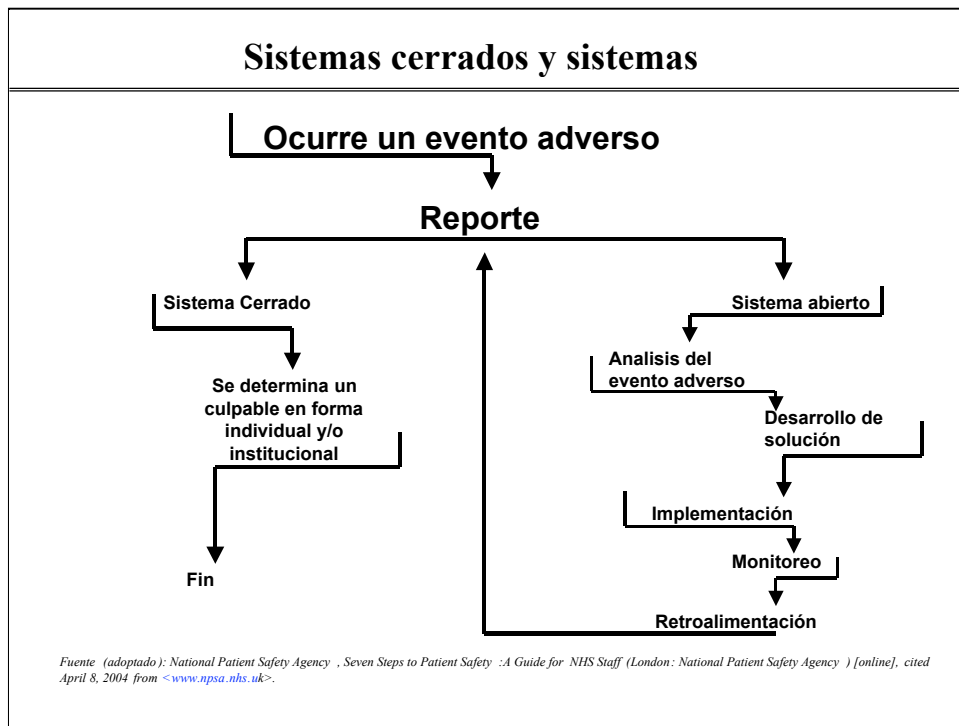 Sistemas cerrados y sistemas
Ocurre un evento adverso
Reporte
Sistema Cerrado
Se determina un
culpable en forma
individual y/o
institucional
Fin
Sistema abierto
Analisis del
evento adverso
Desarrollo de
solución
Implementación
Monitoreo
Retroalimentación
Fuente (adoptado): National Patient Safety Agency , Seven Steps to Patient Safety :A Guide for NHS Staff (London: National Patient Safety Agency ) [online], cited
April 8, 2004 from <www.npsa.nhs.uk>.